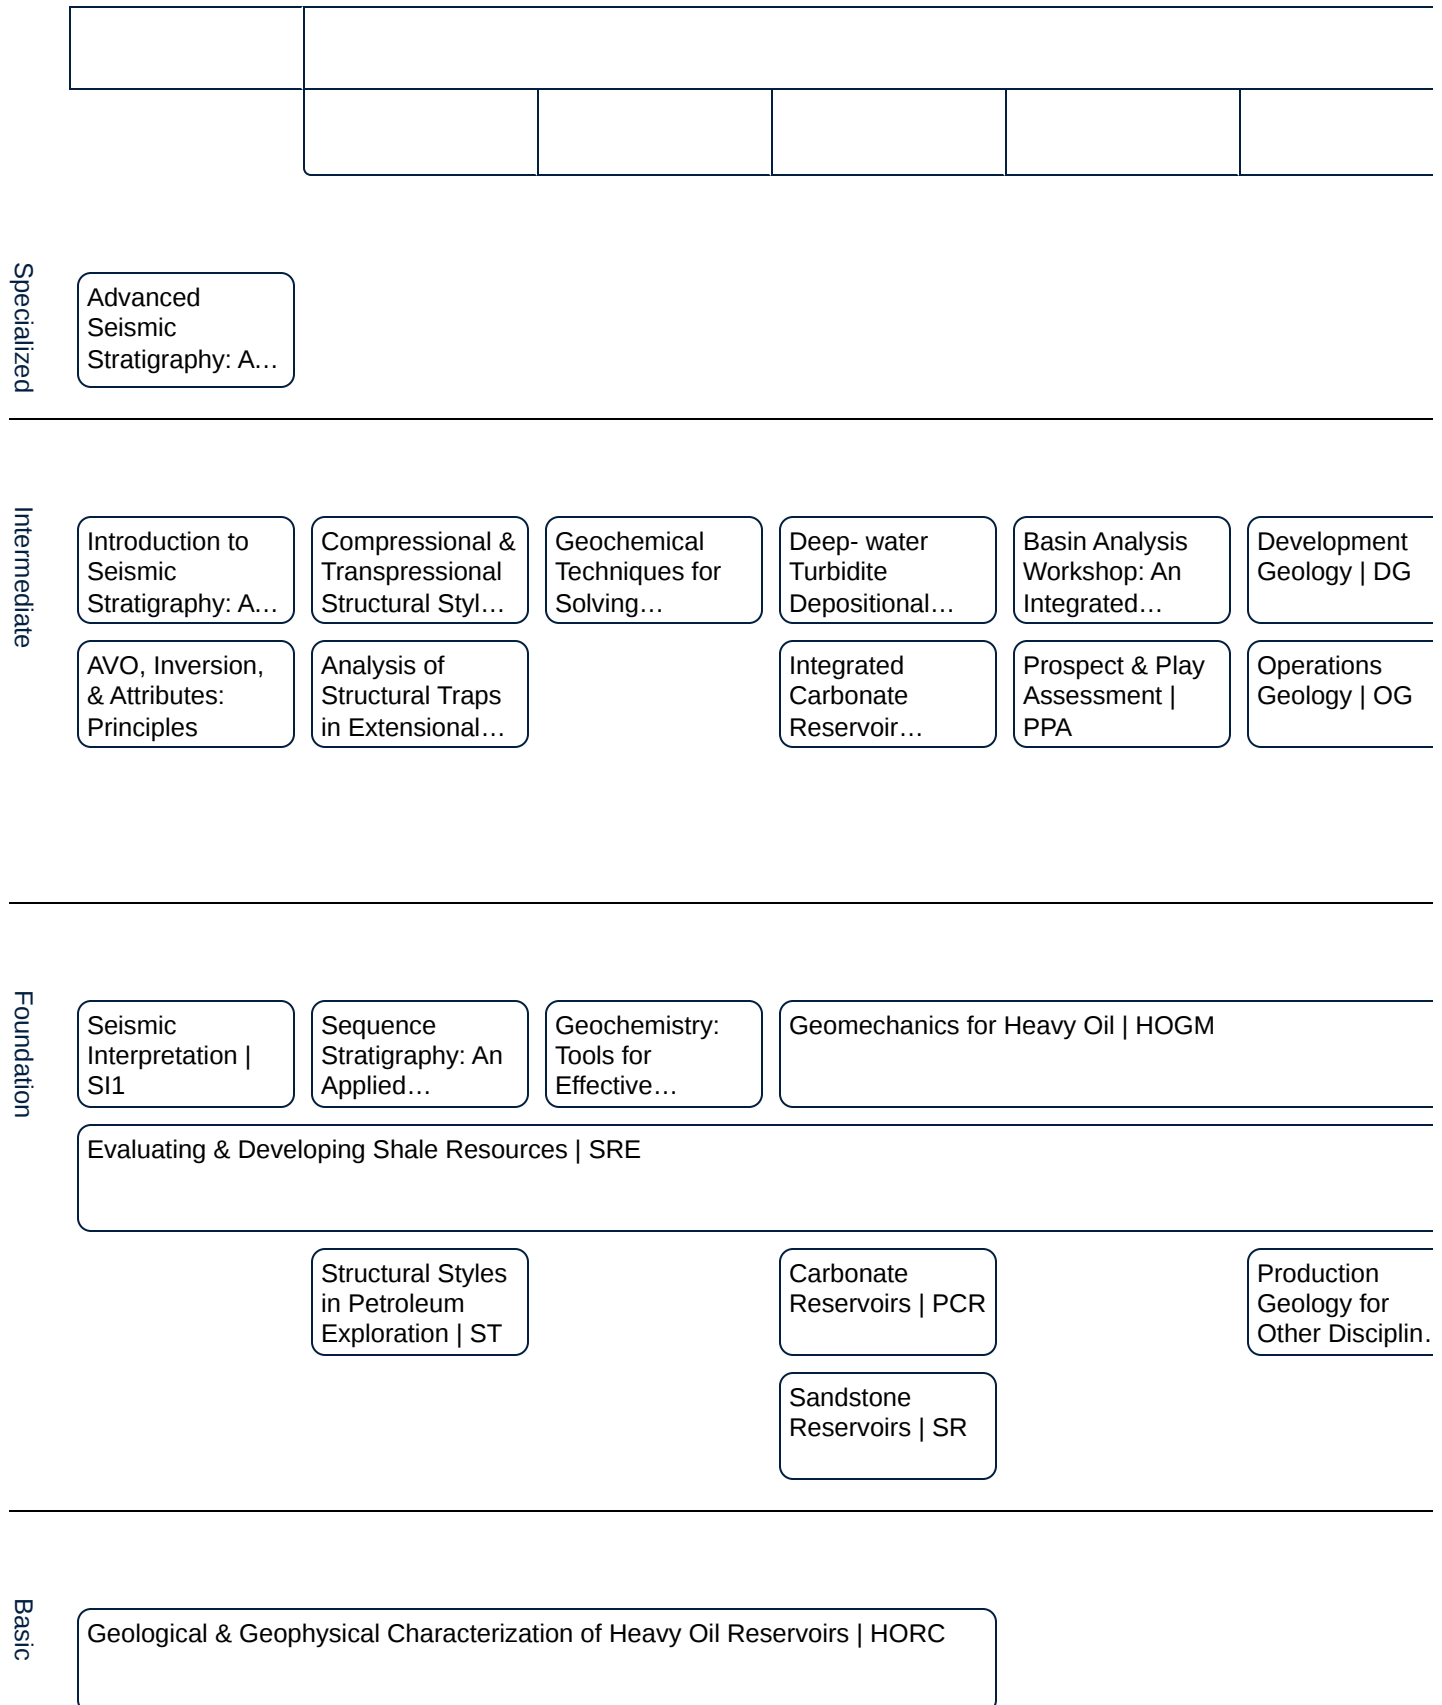 Specialized
Advanced
Seismic
Stratigraphy: A…
Intermediate
Introduction to
Seismic
Stratigraphy: A…
Compressional &
Transpressional
Structural Styl…
Geochemical
Techniques for
Solving…
Deep- water
Turbidite
Depositional…
Basin Analysis
Workshop: An
Integrated…
Development
Geology | DG
AVO, Inversion,
& Attributes:
Principles
Analysis of
Structural Traps
in Extensional…
Integrated
Carbonate
Reservoir…
Prospect & Play
Assessment |
PPA
Operations
Geology | OG
Foundation
Seismic
Interpretation |
SI1
Sequence
Stratigraphy: An
Applied…
Geochemistry:
Tools for
Effective…
Geomechanics for Heavy Oil | HOGM
Evaluating & Developing Shale Resources | SRE
Structural Styles
in Petroleum
Exploration | ST
Carbonate
Reservoirs | PCR
Production
Geology for
Other Disciplin.
Sandstone
Reservoirs | SR
Basic
Geological & Geophysical Characterization of Heavy Oil Reservoirs | HORC